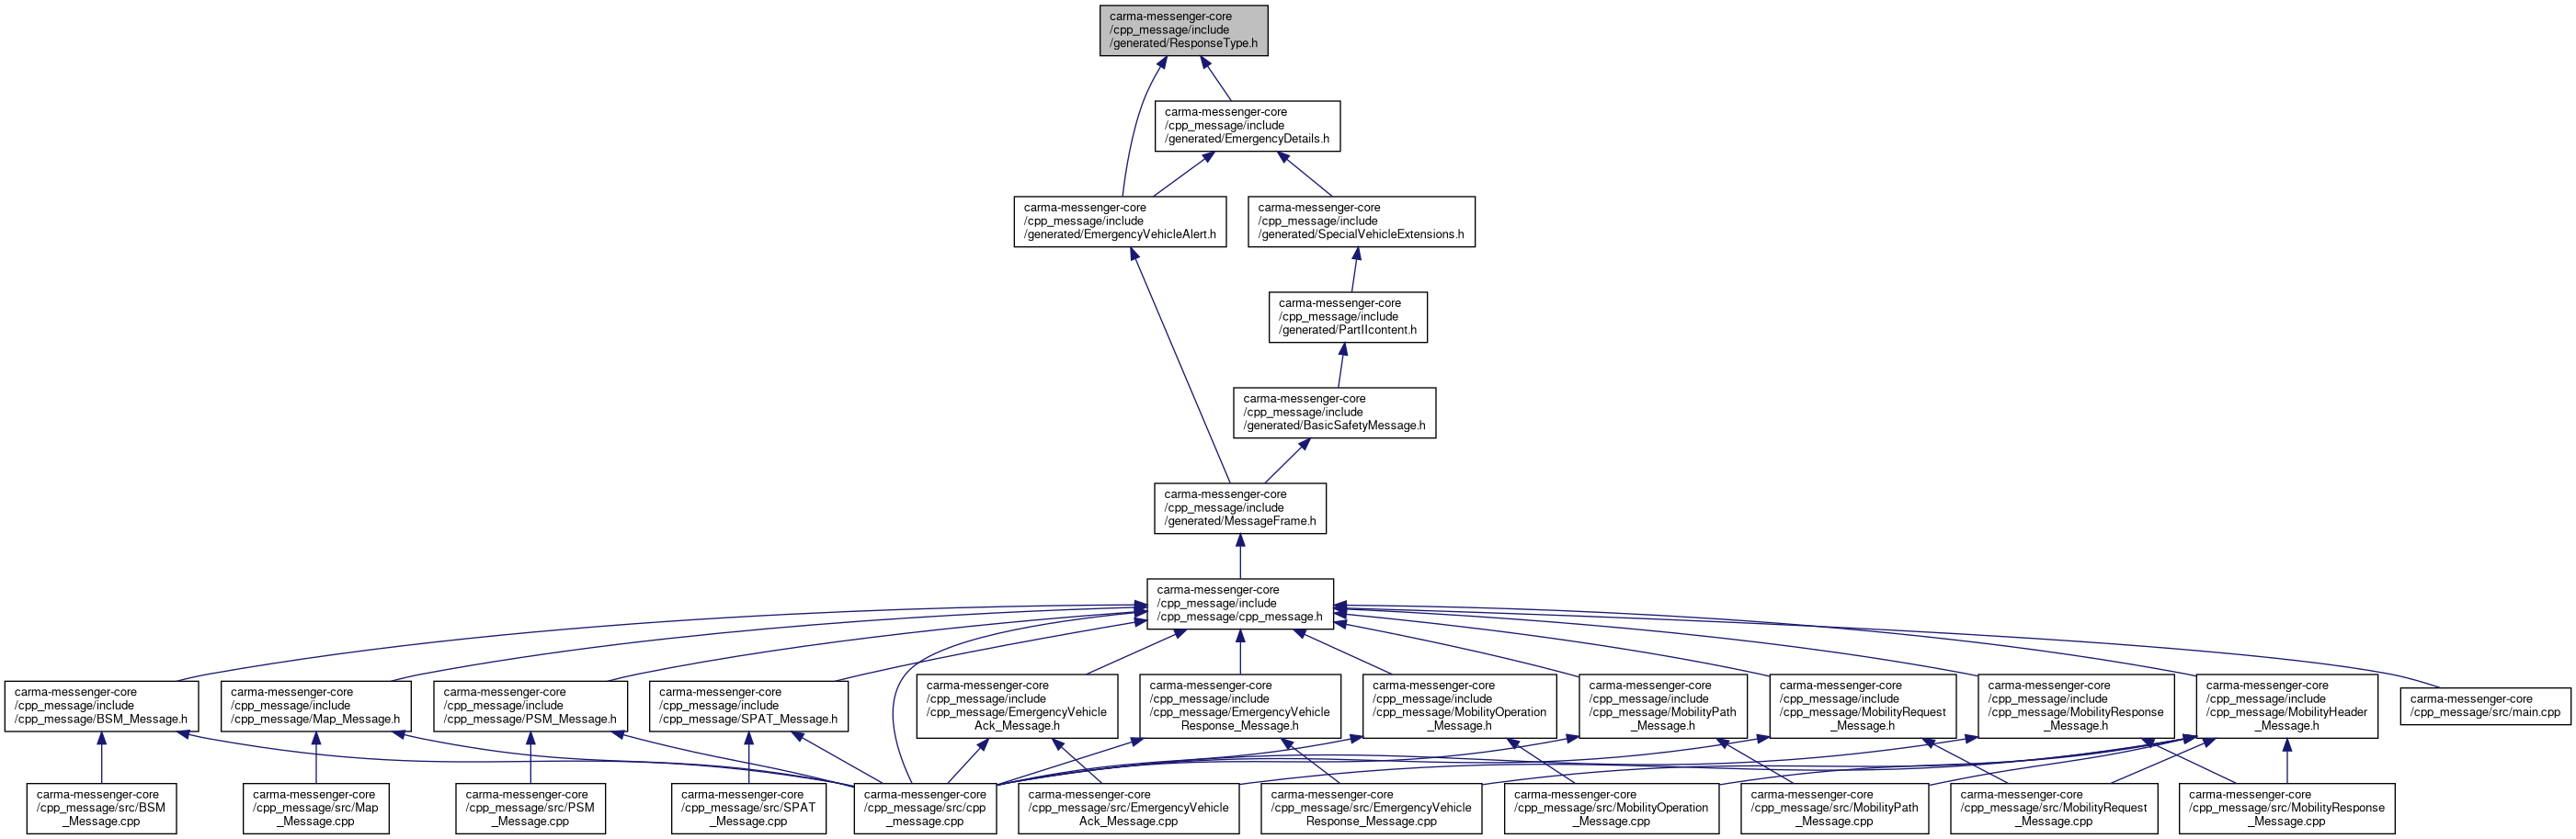 carma-messenger-core
/cpp_message/include
/generated/ResponseType.h
carma-messenger-core
/cpp_message/include
/generated/EmergencyDetails.h
carma-messenger-core
/cpp_message/include
/generated/EmergencyVehicleAlert.h
carma-messenger-core
/cpp_message/include
/generated/SpecialVehicleExtensions.h
carma-messenger-core
/cpp_message/include
/generated/PartIIcontent.h
carma-messenger-core
/cpp_message/include
/generated/BasicSafetyMessage.h
carma-messenger-core
/cpp_message/include
/generated/MessageFrame.h
carma-messenger-core
/cpp_message/include
/cpp_message/cpp_message.h
carma-messenger-core
/cpp_message/include
/cpp_message/BSM_Message.h
carma-messenger-core
/cpp_message/include
/cpp_message/Map_Message.h
carma-messenger-core
/cpp_message/include
/cpp_message/PSM_Message.h
carma-messenger-core
/cpp_message/include
/cpp_message/SPAT_Message.h
carma-messenger-core
/cpp_message/include
/cpp_message/EmergencyVehicle
Ack_Message.h
carma-messenger-core
/cpp_message/include
/cpp_message/EmergencyVehicle
Response_Message.h
carma-messenger-core
/cpp_message/include
/cpp_message/MobilityOperation
_Message.h
carma-messenger-core
/cpp_message/include
/cpp_message/MobilityPath
_Message.h
carma-messenger-core
/cpp_message/include
/cpp_message/MobilityRequest
_Message.h
carma-messenger-core
/cpp_message/include
/cpp_message/MobilityResponse
_Message.h
carma-messenger-core
/cpp_message/include
/cpp_message/MobilityHeader
_Message.h
carma-messenger-core
/cpp_message/src/main.cpp
carma-messenger-core
/cpp_message/src/BSM
_Message.cpp
carma-messenger-core
/cpp_message/src/Map
_Message.cpp
carma-messenger-core
/cpp_message/src/PSM
_Message.cpp
carma-messenger-core
/cpp_message/src/SPAT
_Message.cpp
carma-messenger-core
/cpp_message/src/cpp
_message.cpp
carma-messenger-core
/cpp_message/src/EmergencyVehicle
Ack_Message.cpp
carma-messenger-core
/cpp_message/src/EmergencyVehicle
Response_Message.cpp
carma-messenger-core
/cpp_message/src/MobilityOperation
_Message.cpp
carma-messenger-core
/cpp_message/src/MobilityPath
_Message.cpp
carma-messenger-core
/cpp_message/src/MobilityRequest
_Message.cpp
carma-messenger-core
/cpp_message/src/MobilityResponse
_Message.cpp